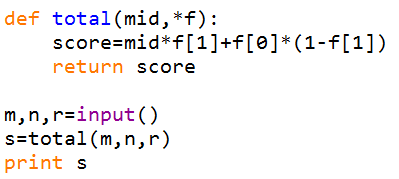 def total(mid,*f):
    score=mid*f[1]+f[0]*(1-f[1])
    return score

m,n,r=input()
s=total(m,n,r)
print s